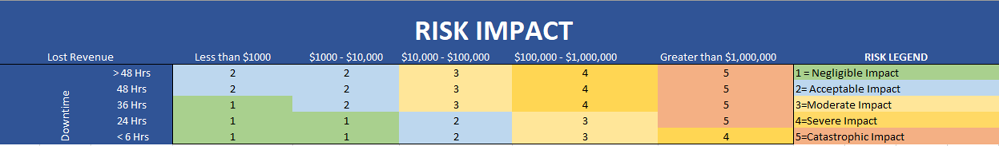 RISK IMPACT
Lost Revenue Less than $1000 $1000 - $10,000 $10,000 - $100,000 $100,000 - $1,000,000 Greater than $1,000,000 RISK LEGEND
Downtime
> 48 Hrs 2 2 3 4 5 1 = Negligible Impact
48 Hrs 2 2 3 4 5 2= Acceptable Impact
36 Hrs 1 2 3 4 5 3=Moderate Impact
24 Hrs 1 1 2 3 5 4=Severe Impact
< 6 Hrs 1 1 2 3 4 5=Catastrophic Impact